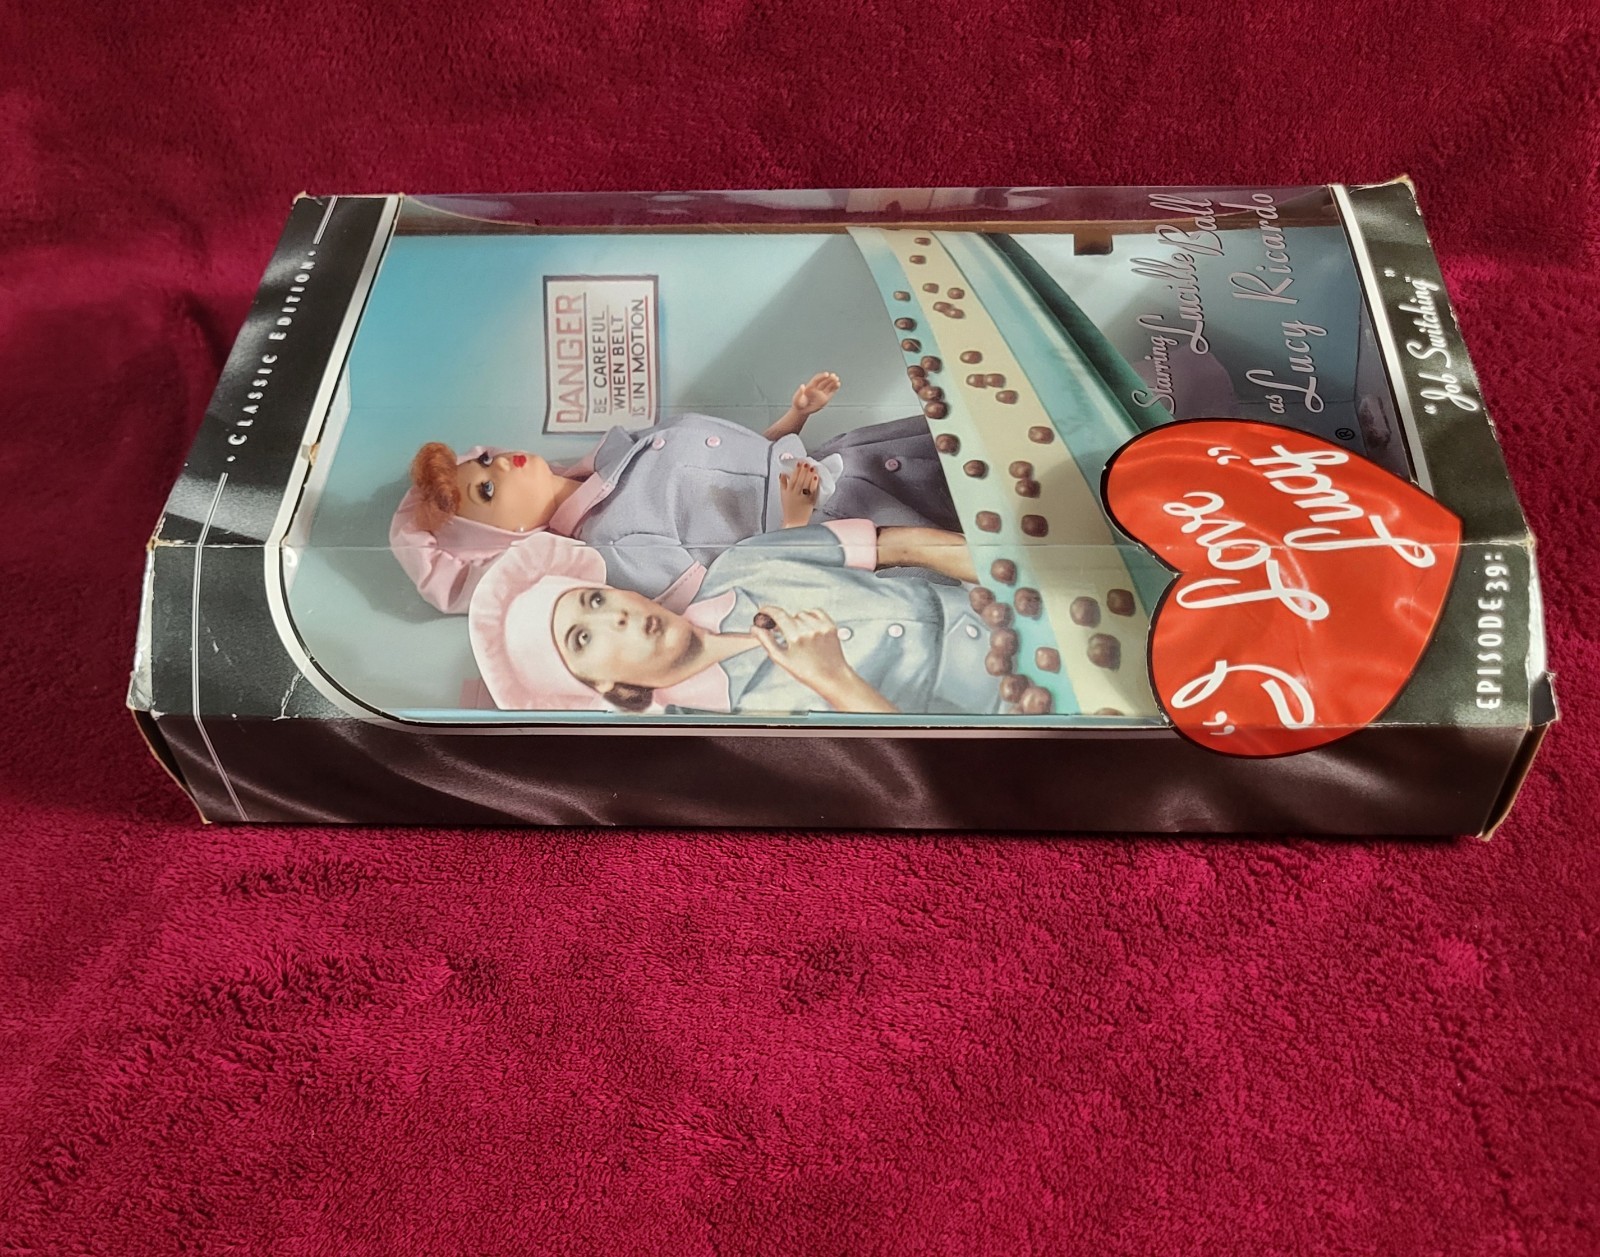 • CLASSIC EDITION •
DANGER
BE CAREFUL
WHEN BELT
IS IN MOTION
Starring Lucille Ball
as Lucy Ricardo
®
"I Love Lucy"
EPISODE 39:
"Job Switching"